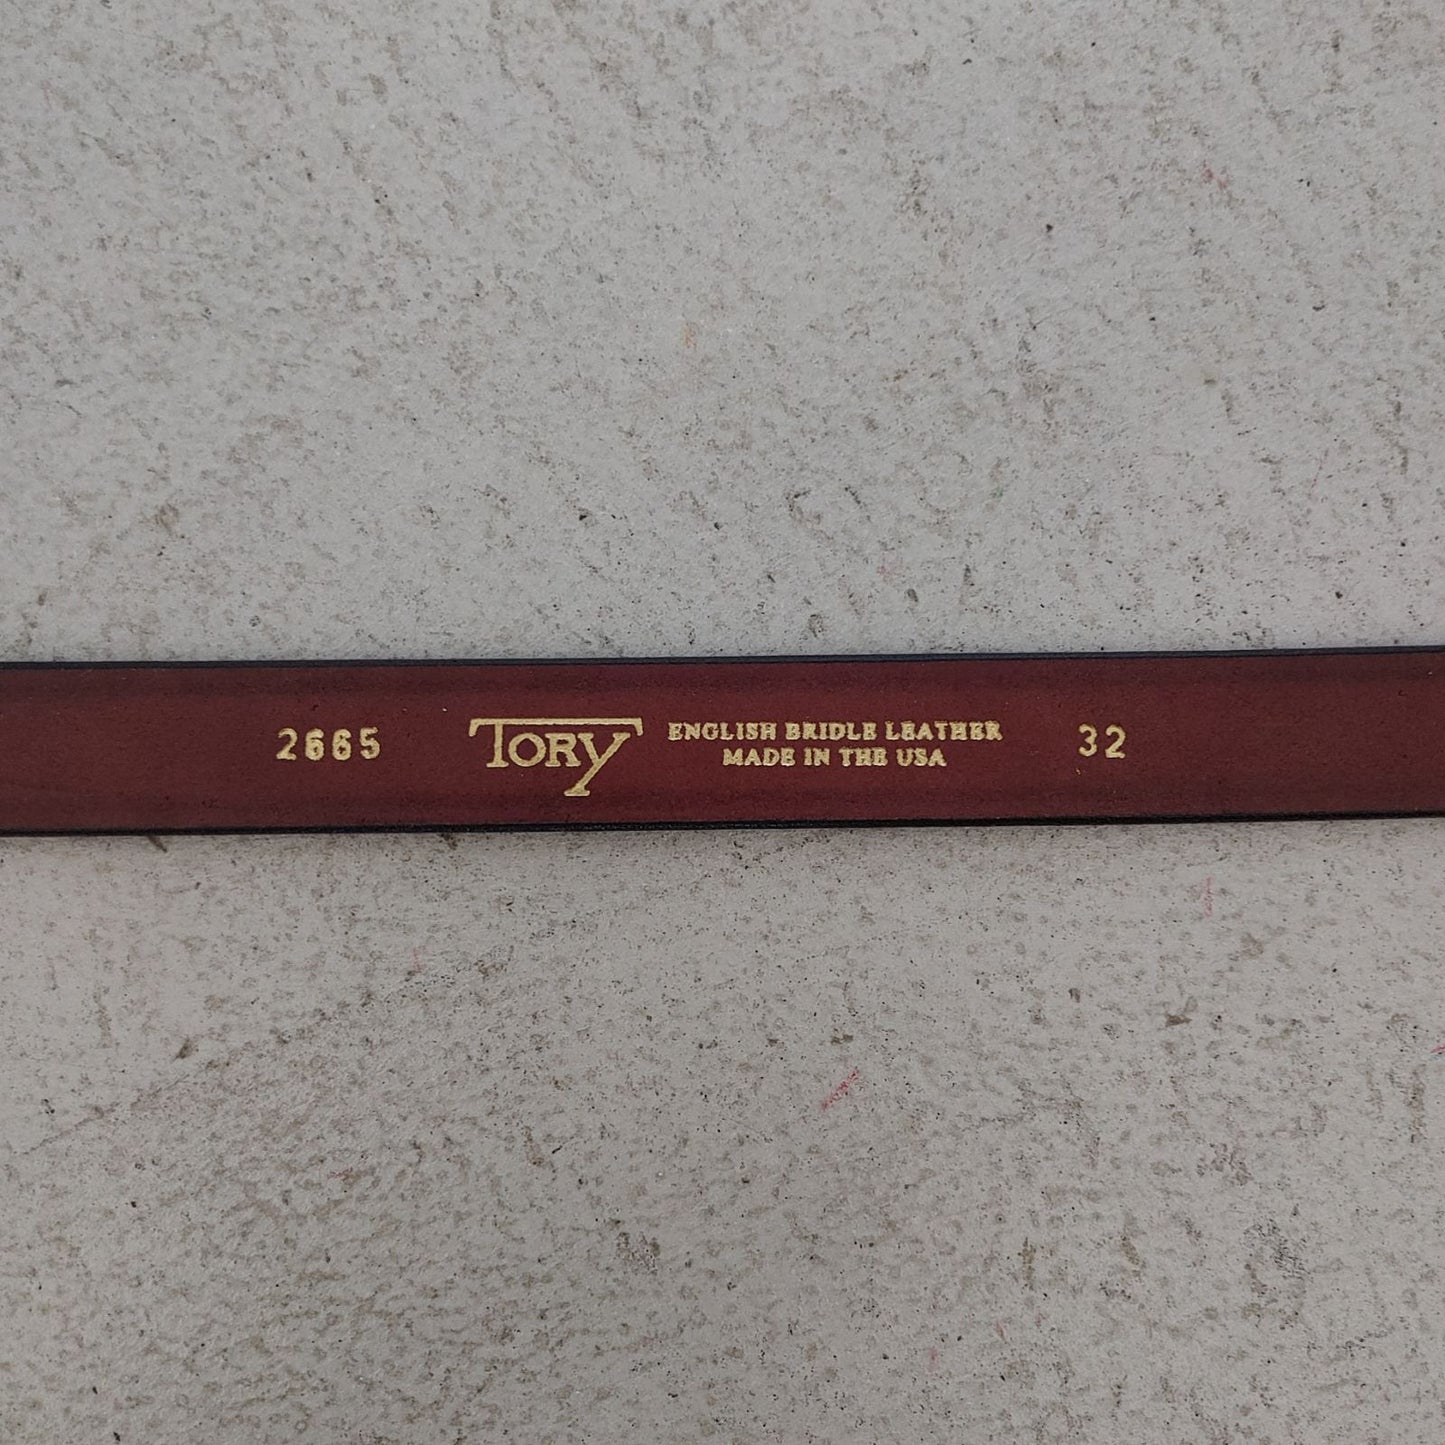 2665
TORY
ENGLISH BRIDLE LEATHER
MADE IN THE USA
32